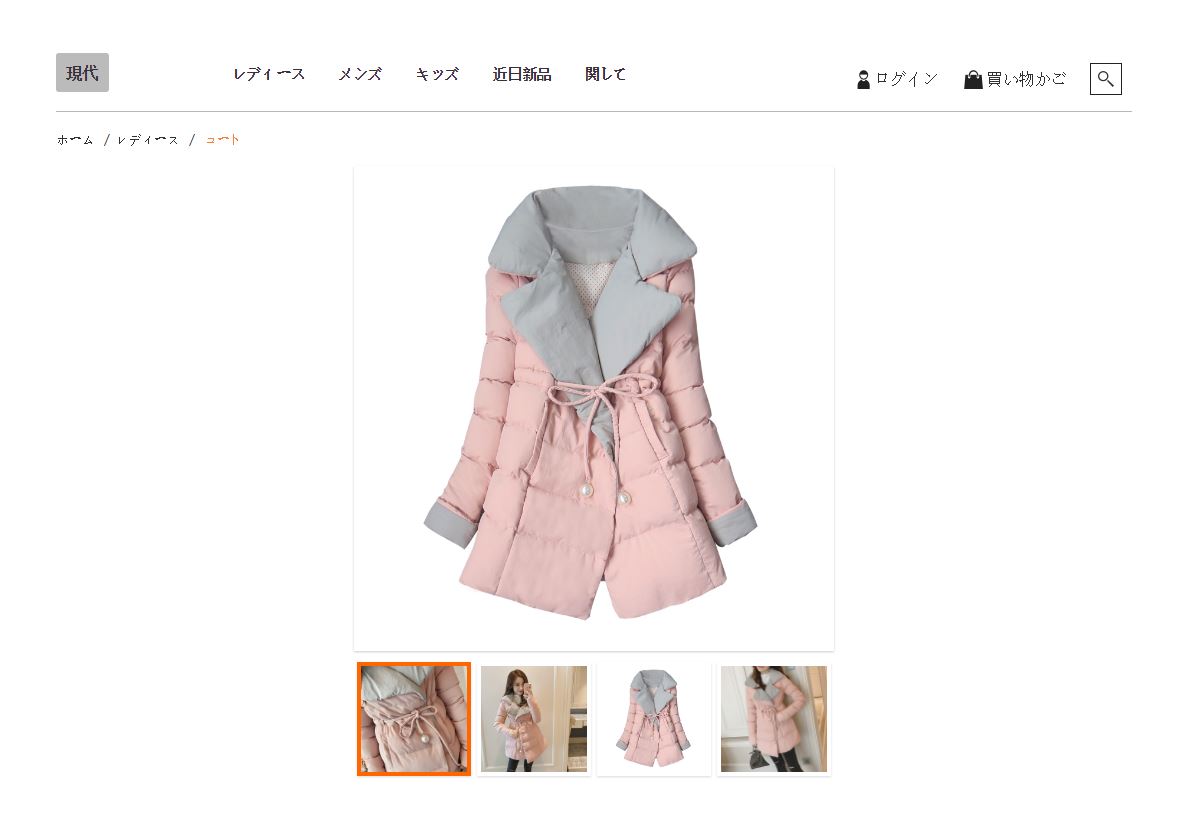 現代 レディース メンズ キッズ 近日新品 関して ログイン 買い物かご
ホーム / レディース / コート